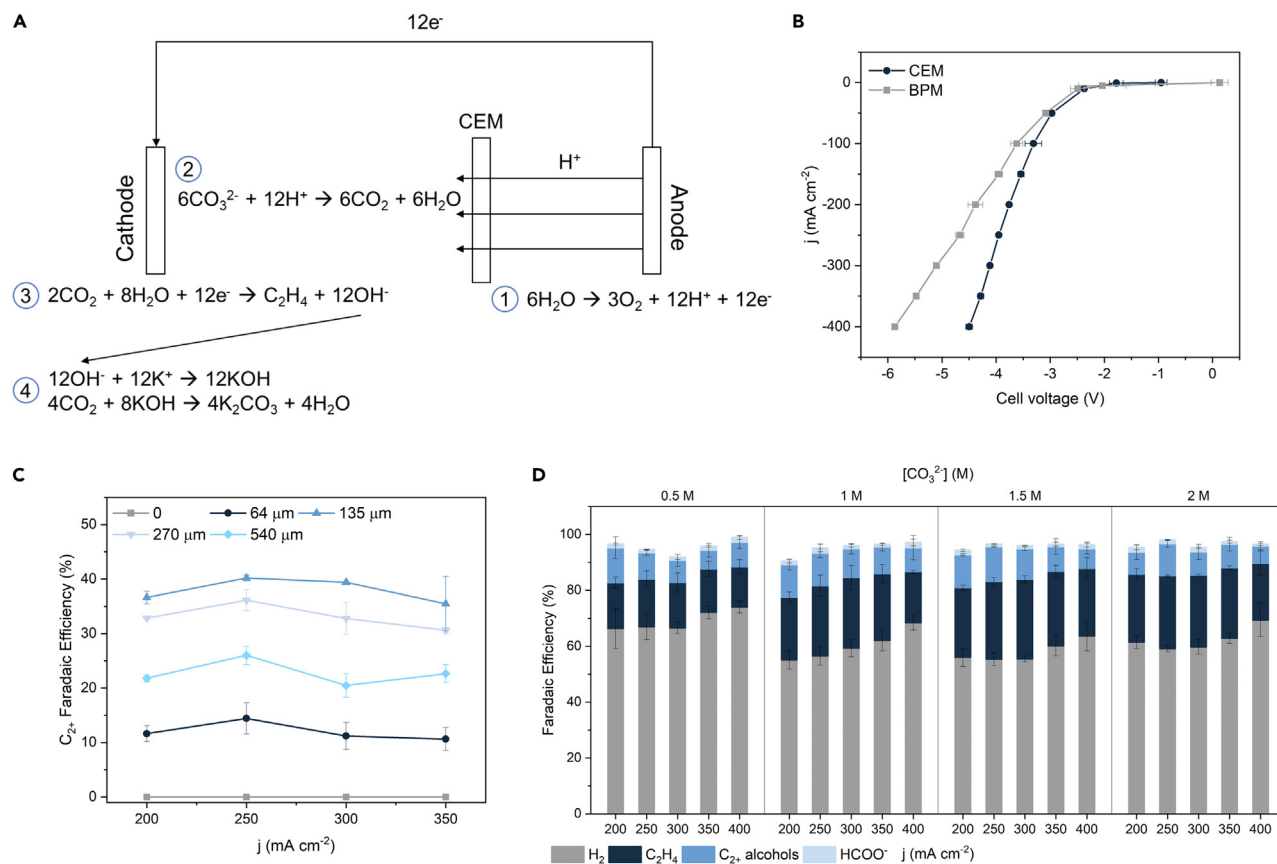 A
12e⁻
CEM
H⁺
Cathode
Anode
② 6CO₃²⁻ + 12H⁺ → 6CO₂ + 6H₂O
③ 2CO₂ + 8H₂O + 12e⁻ → C₂H₄ + 12OH⁻
① 6H₂O → 3O₂ + 12H⁺ + 12e⁻
④ 12OH⁻ + 12K⁺ → 12KOH
4CO₂ + 8KOH → 4K₂CO₃ + 4H₂O
B
CEM
BPM
j (mA cm⁻²)
0
-100
-200
-300
-400
-6 -5 -4 -3 -2 -1 0
Cell voltage (V)
C
0 64 μm 135 μm
270 μm 540 μm
C₂₊ Faradaic Efficiency (%)
50
40
30
20
10
0
200 250 300 350
j (mA cm⁻²)
D
[CO₃²⁻] (M)
0.5 M 1 M 1.5 M 2 M
Faradaic Efficiency (%)
100
80
60
40
20
0
200 250 300 350 400 200 250 300 350 400 200 250 300 350 400 200 250 300 350 400
H₂ C₂H₄ C₂₊ alcohols HCOO⁻ j (mA cm⁻²)